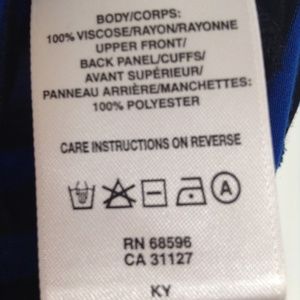 BODY/CORPS:
100% VISCOSE/RAYON/RAYONNE
UPPER FRONT/
BACK PANEL/CUFFS/
AVANT SUPÉRIEUR/
PANNEAU ARRIÈRE/MANCHETTES:
100% POLYESTER
CARE INSTRUCTIONS ON REVERSE
A
RN 68596
CA 31127
KY